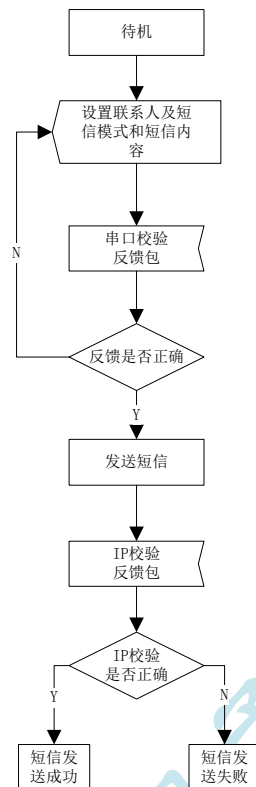 待机
设置联系人及短
信模式和短信内
容
串口校验
反馈包
N
反馈是否正确
Y
发送短信
IP校验
反馈包
IP校验
是否正确
Y
N
短信发
送成功
短信发
送失败